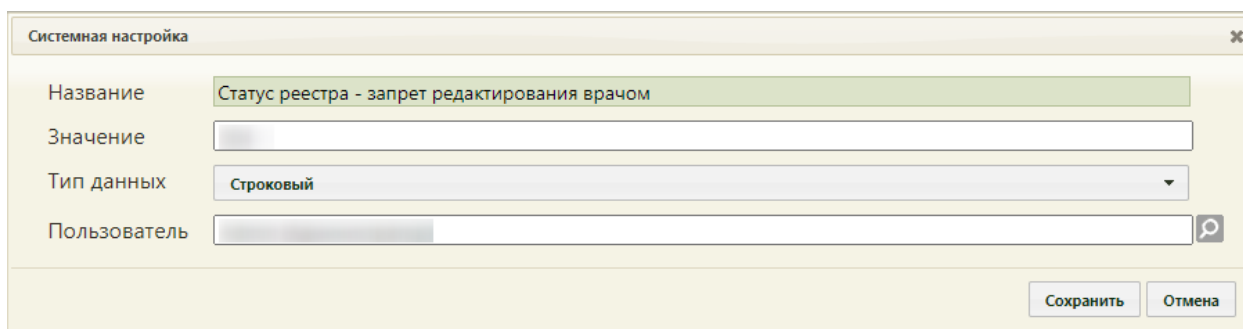 Системная настройка
Название
Статус реестра - запрет редактирования врачом
Значение
Тип данных
Строковый
Пользователь
Сохранить
Отмена